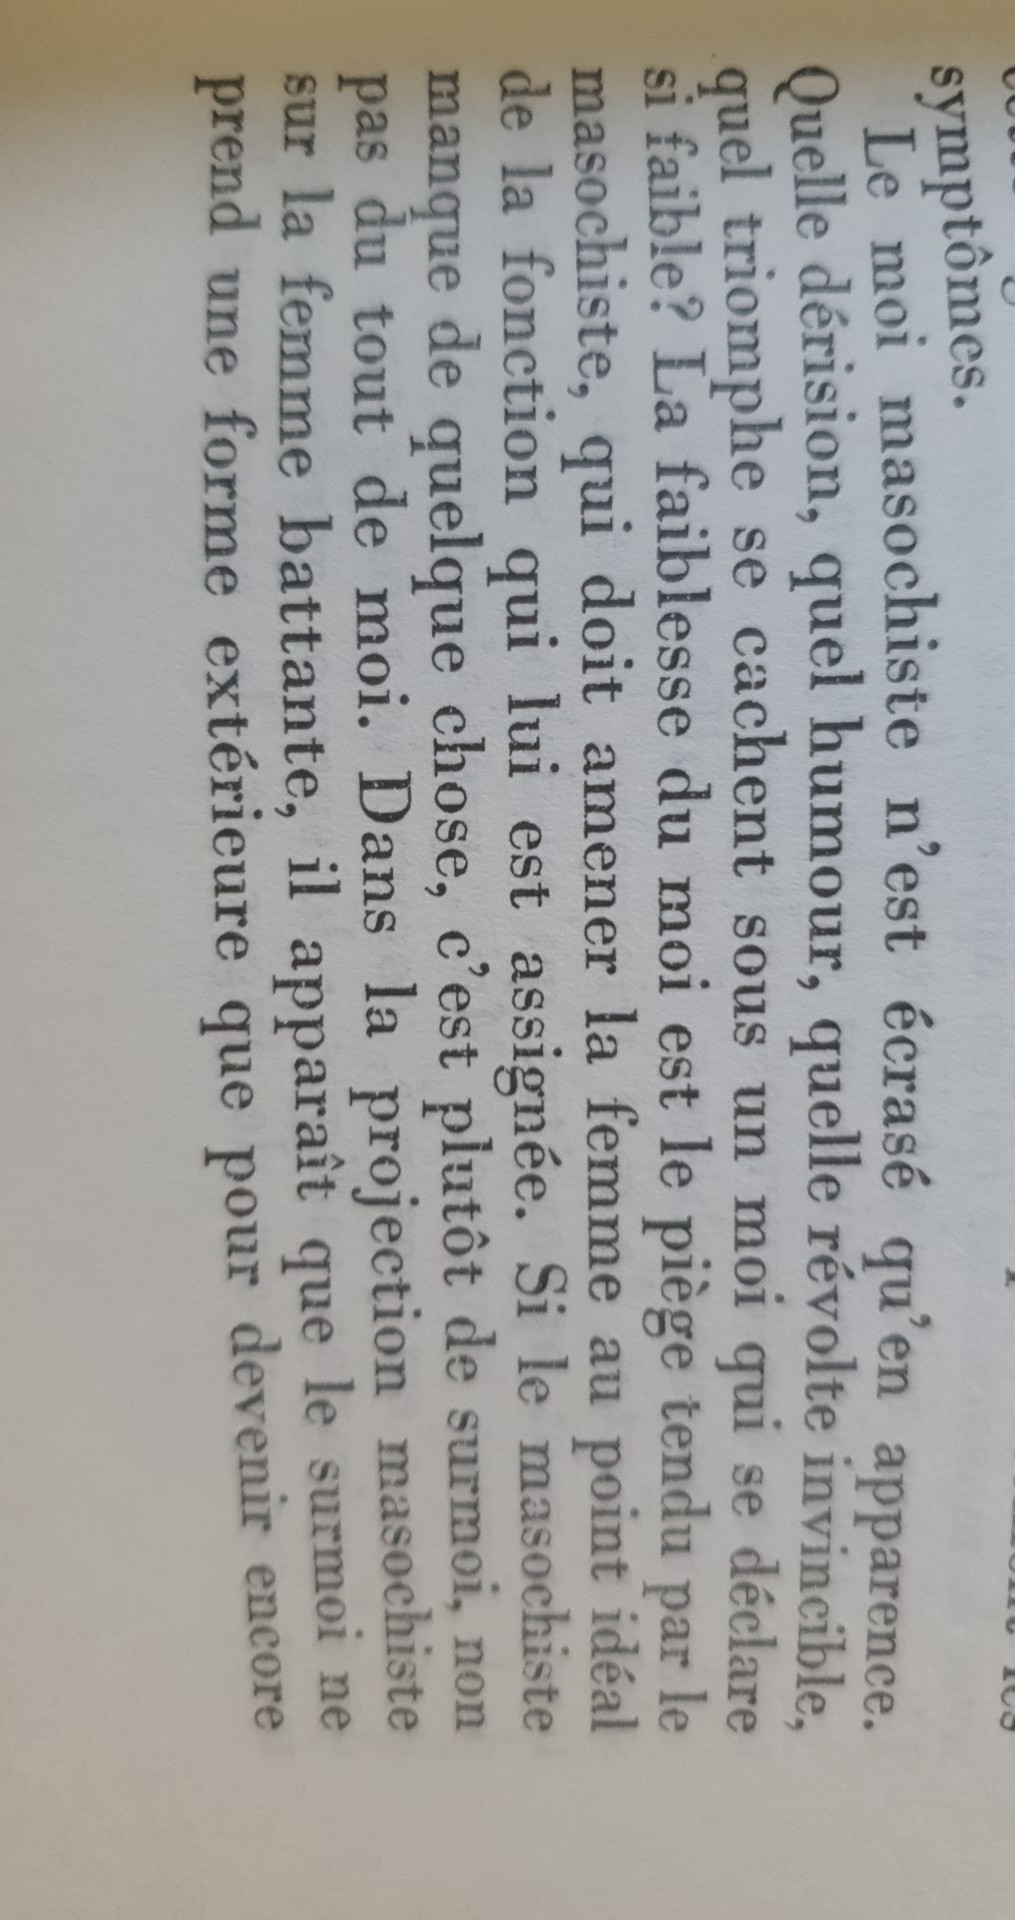 symptômes.
Le moi masochiste n'est écrasé qu'en apparence.
Quelle dérision, quel humour, quelle révolte invincible,
quel triomphe se cachent sous un moi qui se déclare
si faible? La faiblesse du moi est le piège tendu par le
masochiste, qui doit amener la femme au point idéal
de la fonction qui lui est assignée. Si le masochiste
manque de quelque chose, c'est plutôt de surmoi, non
pas du tout de moi. Dans la projection masochiste
sur la femme battante, il apparaît que le surmoi ne
prend une forme extérieure que pour devenir encore